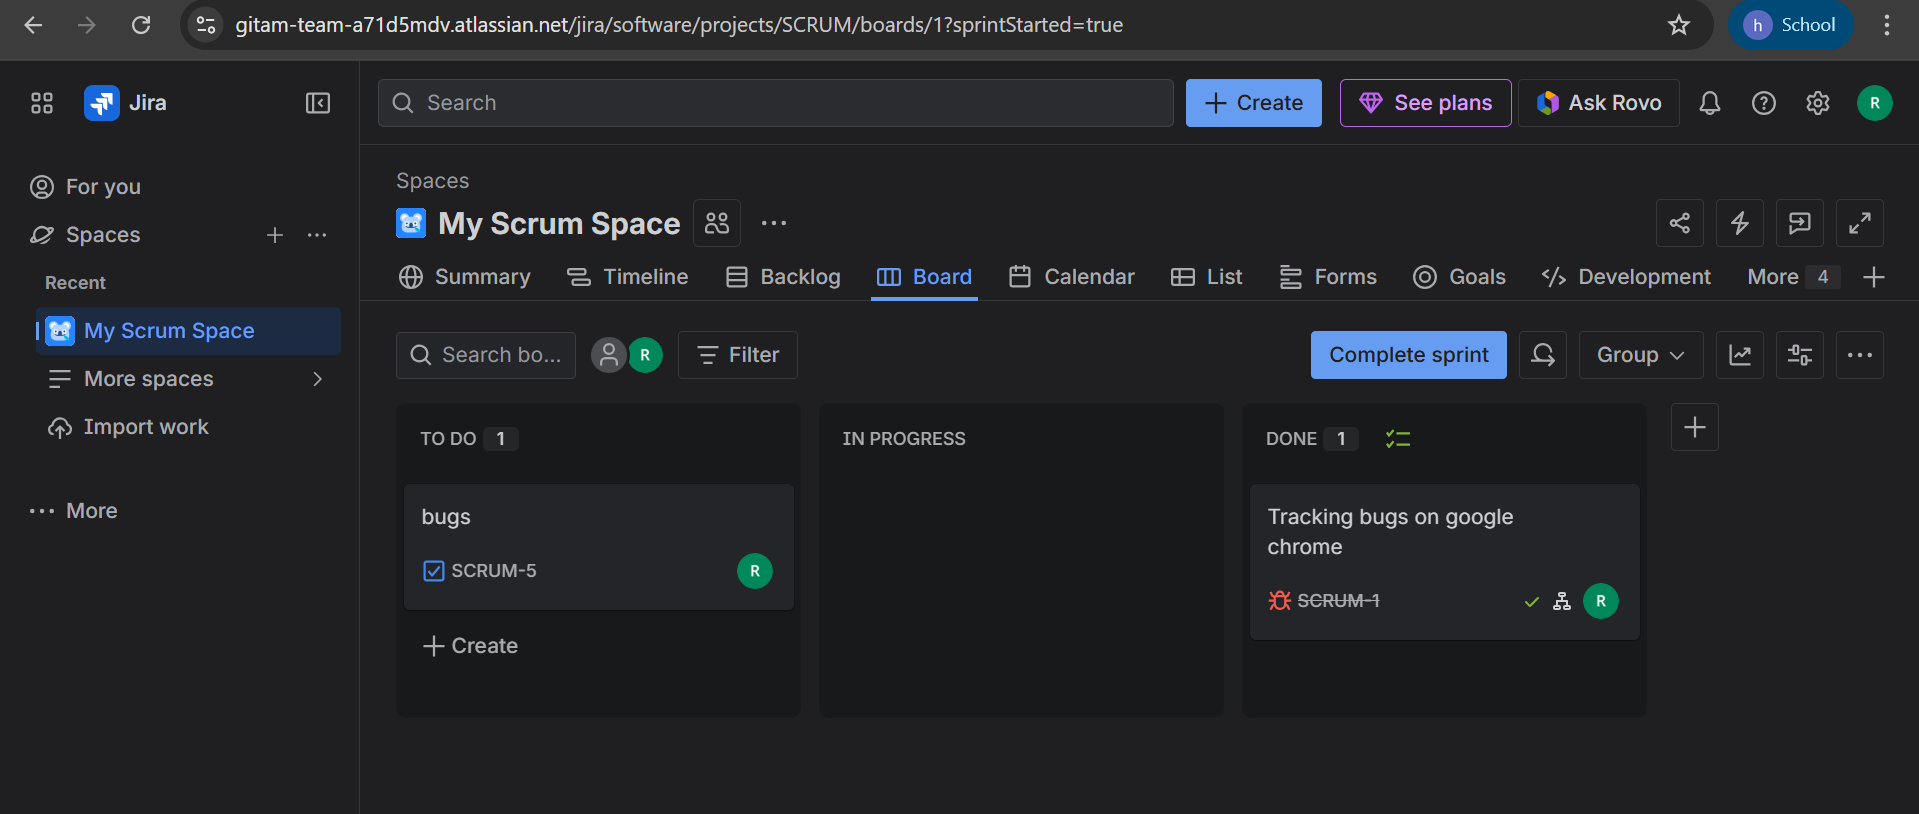 gitam-team-a71d5mdv.atlassian.net/jira/software/projects/SCRUM/boards/1?sprintStarted=true
h School
Jira
Search
Create
See plans
Ask Rovo
R
For you
Spaces
Recent
My Scrum Space
More spaces
Import work
More
Spaces
My Scrum Space
Summary Timeline Backlog Board Calendar List Forms Goals Development More 4
Search bo...
R
Filter
Complete sprint
Group
TO DO 1
bugs
SCRUM-5
R
Create
IN PROGRESS
DONE 1
Tracking bugs on google
chrome
SCRUM-1
R